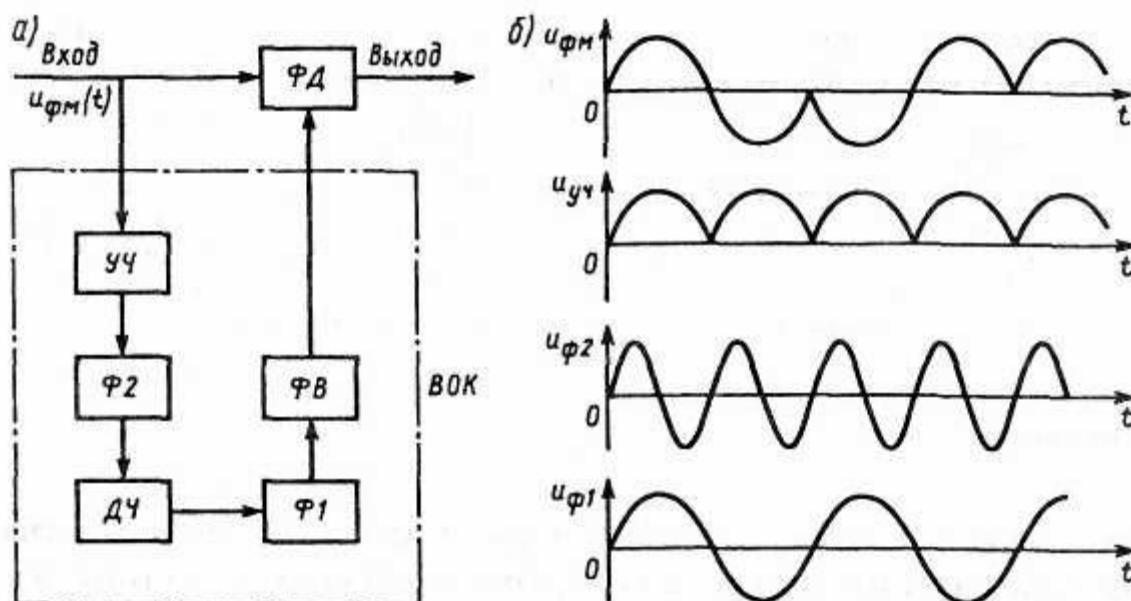 а)
Вход
uфм(t)
ФД
Выход
УЧ
Ф2
ДЧ
Ф1
ФВ
ВОК
б)
uфм
0
t
uУЧ
0
t
uФ2
0
t
uФ1
0
t